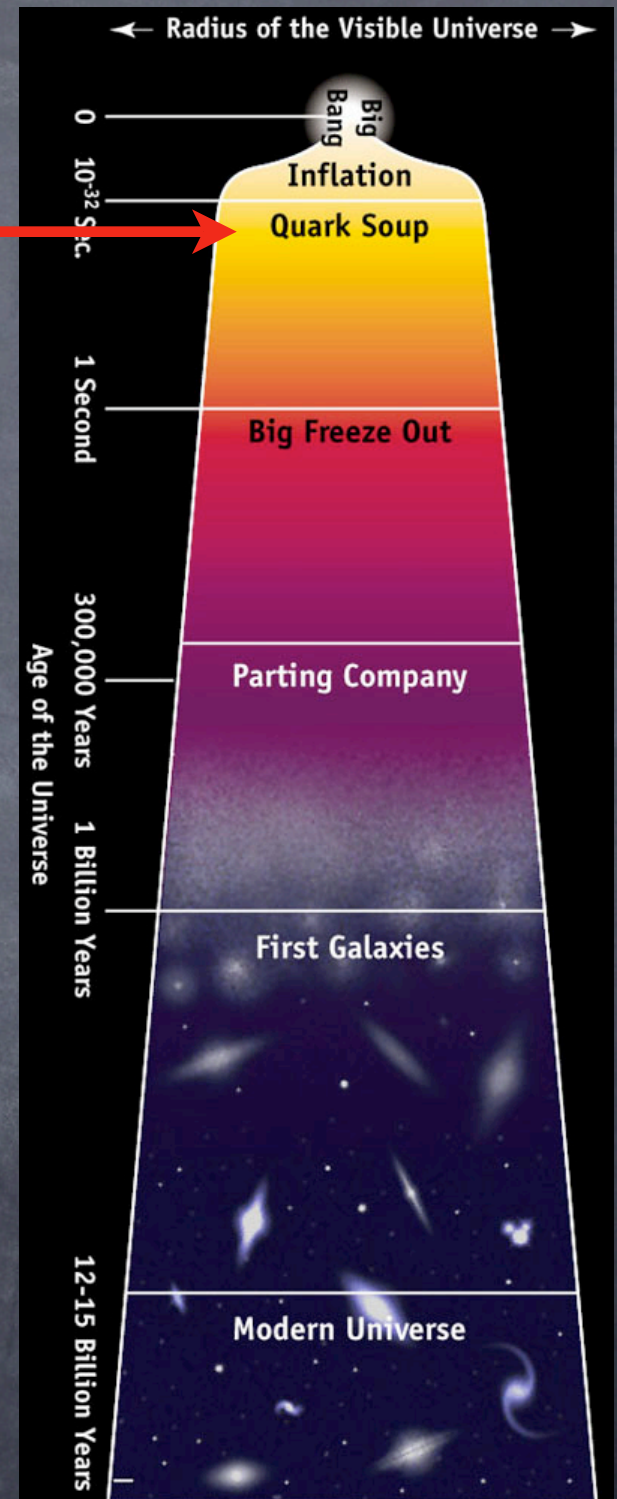 Radius of the Visible Universe
Big
Bang
0
Inflation
10⁻³² Sec.
Quark Soup
1 Second
Big Freeze Out
300,000 Years
Parting Company
Age of the Universe
1 Billion Years
First Galaxies
12-15 Billion Years
Modern Universe